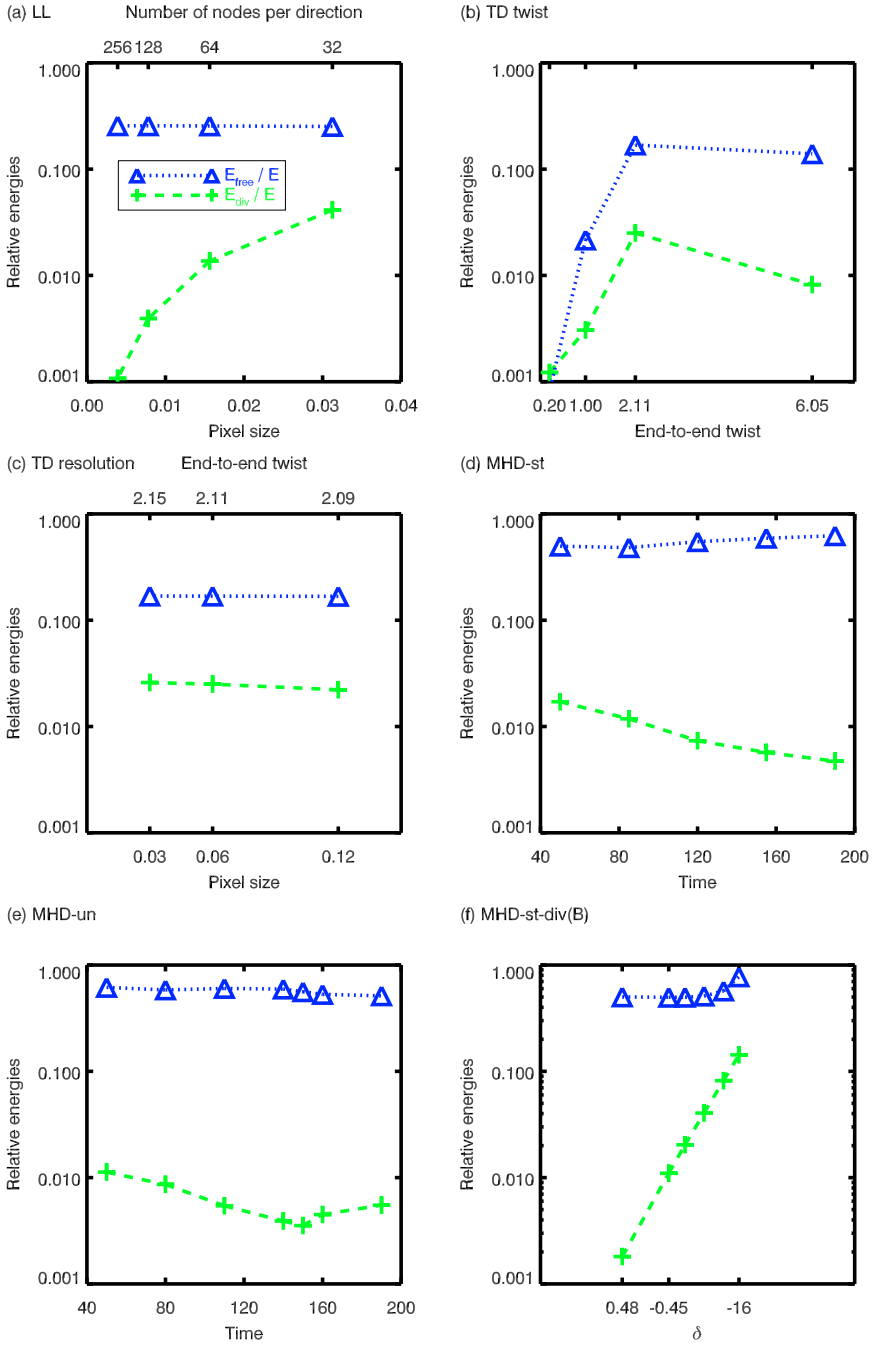 (a) LL Number of nodes per direction
256 128 64 32
1.000
0.100
0.010
0.001
Relative energies
E_free / E
E_div / E
0.00 0.01 0.02 0.03 0.04
Pixel size
(b) TD twist
1.000
0.100
0.010
0.001
Relative energies
0.20 1.00 2.11 6.05
End-to-end twist
(c) TD resolution End-to-end twist
2.15 2.11 2.09
1.000
0.100
0.010
0.001
Relative energies
0.03 0.06 0.12
Pixel size
(d) MHD-st
1.000
0.100
0.010
0.001
Relative energies
40 80 120 160 200
Time
(e) MHD-un
1.000
0.100
0.010
0.001
Relative energies
40 80 120 160 200
Time
(f) MHD-st-div(B)
1.000
0.100
0.010
0.001
Relative energies
0.48 -0.45 -16
δ